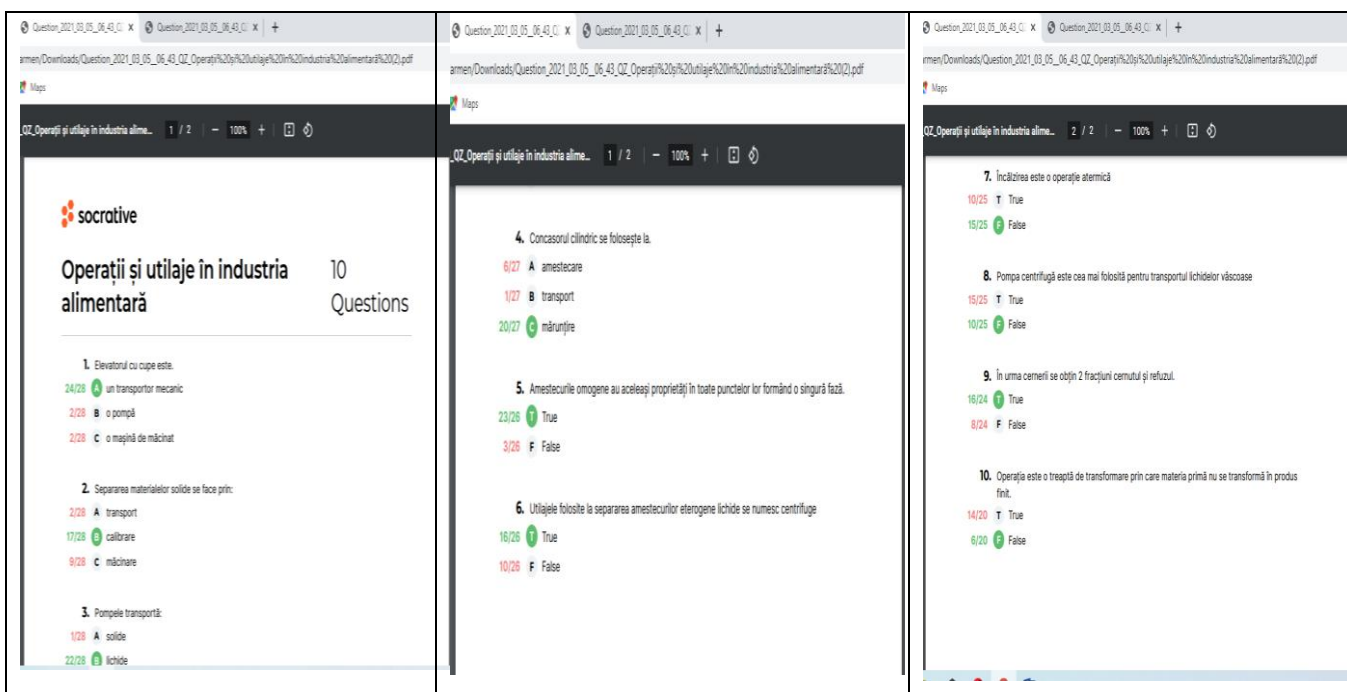 Question_2021_03_05__06_43_Q X Question_2021_03_05__06_43_Q X +
armen/Downloads/Question_2021_03_05__06_43_QZ_Operații%20și%20utilaje%20în%20industria%20alimentară%20(2).pdf
Maps
_QZ_Operații și utilaje în industria alime... 1 / 2 − 100% +
socrative
Operații și utilaje în industria
alimentară
10
Questions
1. Elevatorul cu cupe este.
24/28 A un transportor mecanic
2/28 B o pompă
2/28 C o mașină de măcinat
2. Separarea materialelor solide se face prin:
2/28 A transport
17/28 B calibrare
9/28 C măcinare
3. Pompele transportă:
1/28 A solide
22/28 B lichide
Question_2021_03_05__06_43_Q X Question_2021_03_05__06_43_Q X +
armen/Downloads/Question_2021_03_05__06_43_QZ_Operații%20și%20utilaje%20în%20industria%20alimentară%20(2).pdf
Maps
_QZ_Operații și utilaje în industria alime... 1 / 2 − 100% +
4. Concasorul cilindric se folosește la.
6/27 A amestecare
1/27 B transport
20/27 C mărunțire
5. Amestecurile omogene au aceleași proprietăți în toate punctelor lor formând o singură fază.
23/26 T True
3/26 F False
6. Utilajele folosite la separarea amestecurilor eterogene lichide se numesc centrifuge
16/26 T True
10/26 F False
Question_2021_03_05__06_43_Q X Question_2021_03_05__06_43_Q X +
rmen/Downloads/Question_2021_03_05__06_43_QZ_Operații%20și%20utilaje%20în%20industria%20alimentară%20(2).pdf
Maps
QZ_Operații și utilaje în industria alime... 2 / 2 − 100% +
7. Încălzirea este o operație atermică
10/25 T True
15/25 F False
8. Pompa centrifugă este cea mai folosită pentru transportul lichidelor vâscoase
15/25 T True
10/25 F False
9. În urma cernerii se obțin 2 fracțiuni cernutul și refuzul.
16/24 T True
8/24 F False
10. Operația este o treaptă de transformare prin care materia primă nu se transformă în produs
finit.
14/20 T True
6/20 F False